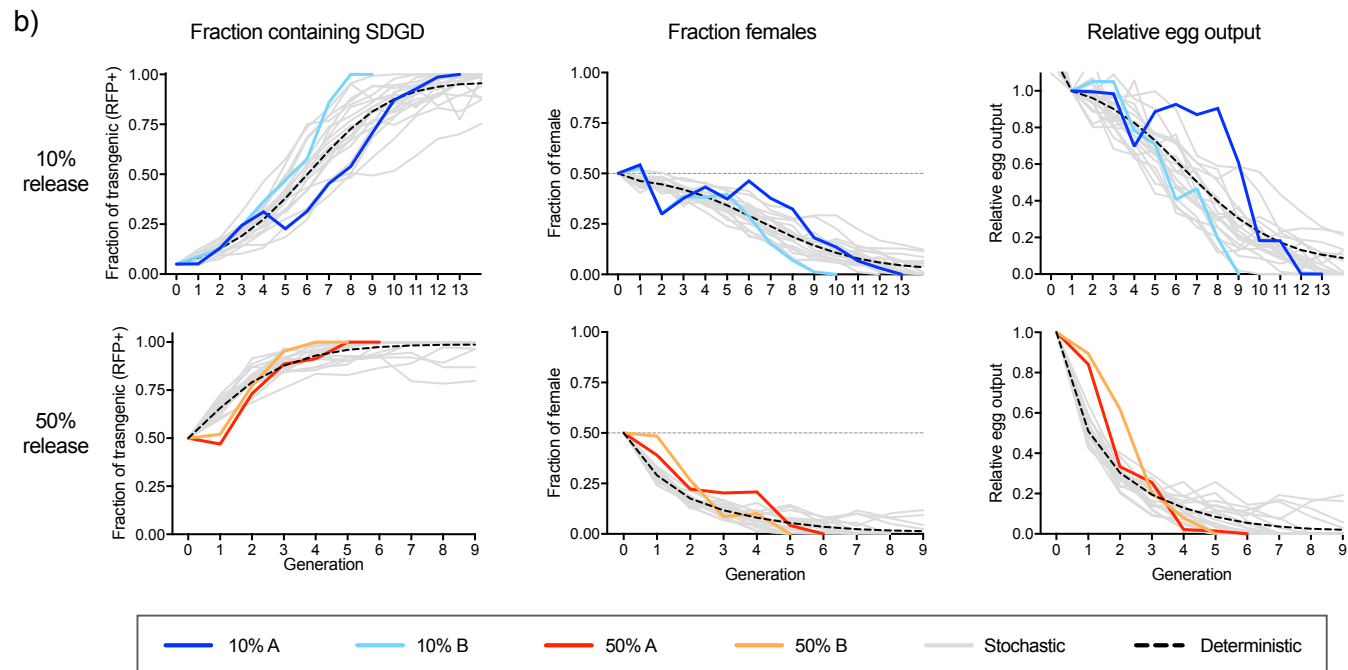 b)
Fraction containing SDGD
Fraction females
Relative egg output
10%
release
Fraction of trasngenic (RFP+)
1.00
0.75
0.50
0.25
0.00
0 1 2 3 4 5 6 7 8 9 10 11 12 13
Fraction of female
1.00
0.75
0.50
0.25
0.00
0 1 2 3 4 5 6 7 8 9 10 11 12 13
Relative egg output
1.0
0.8
0.6
0.4
0.2
0.0
0 1 2 3 4 5 6 7 8 9 10 11 12 13
50%
release
Fraction of trasngenic (RFP+)
1.00
0.75
0.50
0.25
0.00
0 1 2 3 4 5 6 7 8 9
Generation
Fraction of female
1.00
0.75
0.50
0.25
0.00
0 1 2 3 4 5 6 7 8 9
Generation
Relative egg output
1.0
0.8
0.6
0.4
0.2
0.0
0 1 2 3 4 5 6 7 8 9
Generation
10% A 10% B 50% A 50% B Stochastic Deterministic